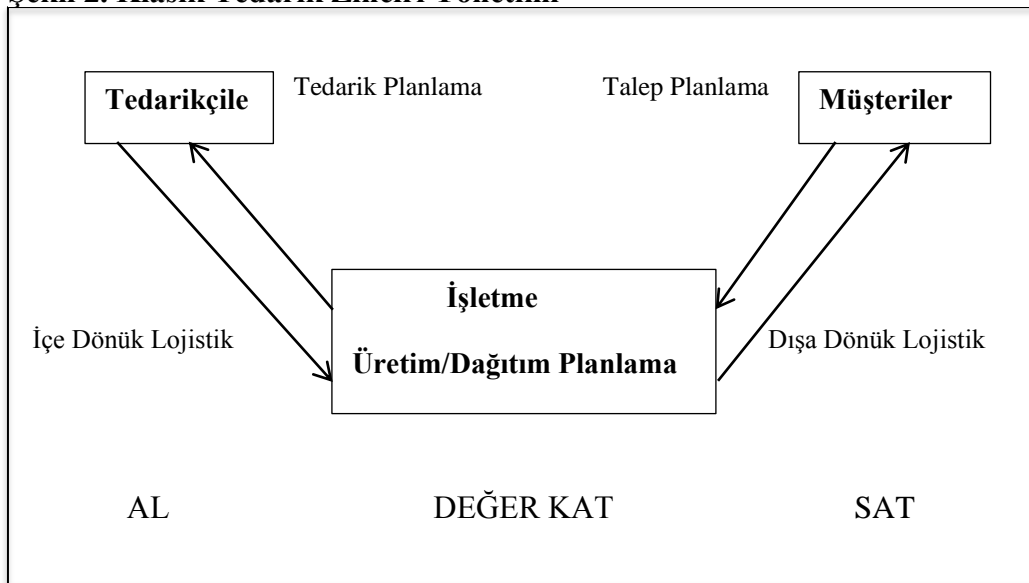 Şekil 2. Klasik Tedarik Zinciri Yönetimi
Tedarikçile
Tedarik Planlama
Talep Planlama
Müşteriler
İşletme
İçe Dönük Lojistik
Üretim/Dağıtım Planlama
Dışa Dönük Lojistik
AL
DEĞER KAT
SAT